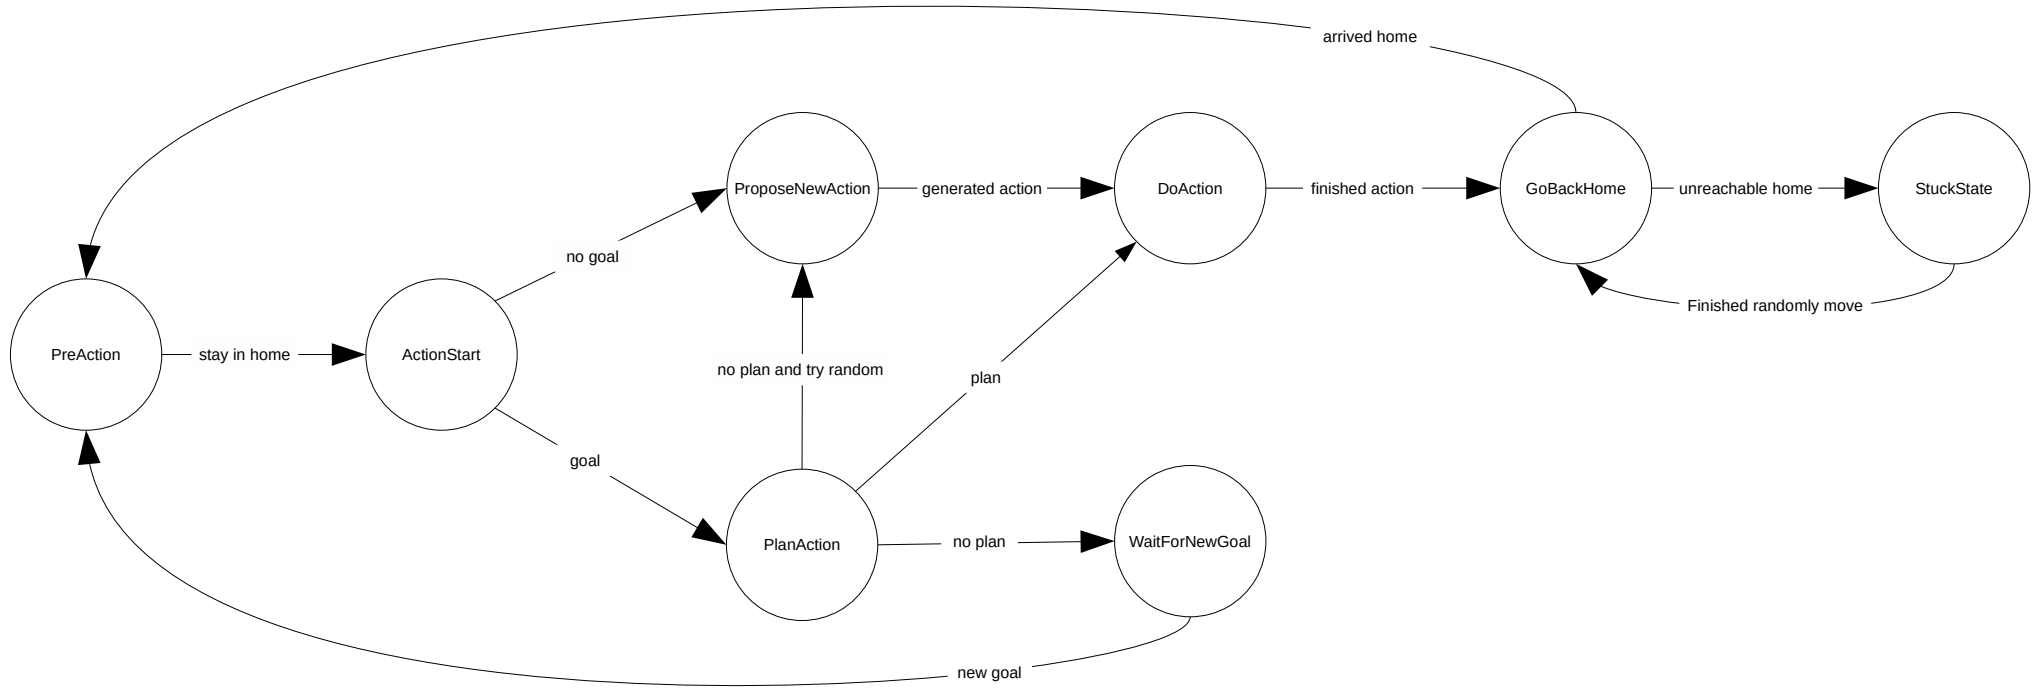 arrived home
ProposeNewAction
generated action
DoAction
finished action
GoBackHome
unreachable home
StuckState
no goal
Finished randomly move
PreAction
stay in home
ActionStart
no plan and try random
plan
goal
PlanAction
no plan
WaitForNewGoal
new goal